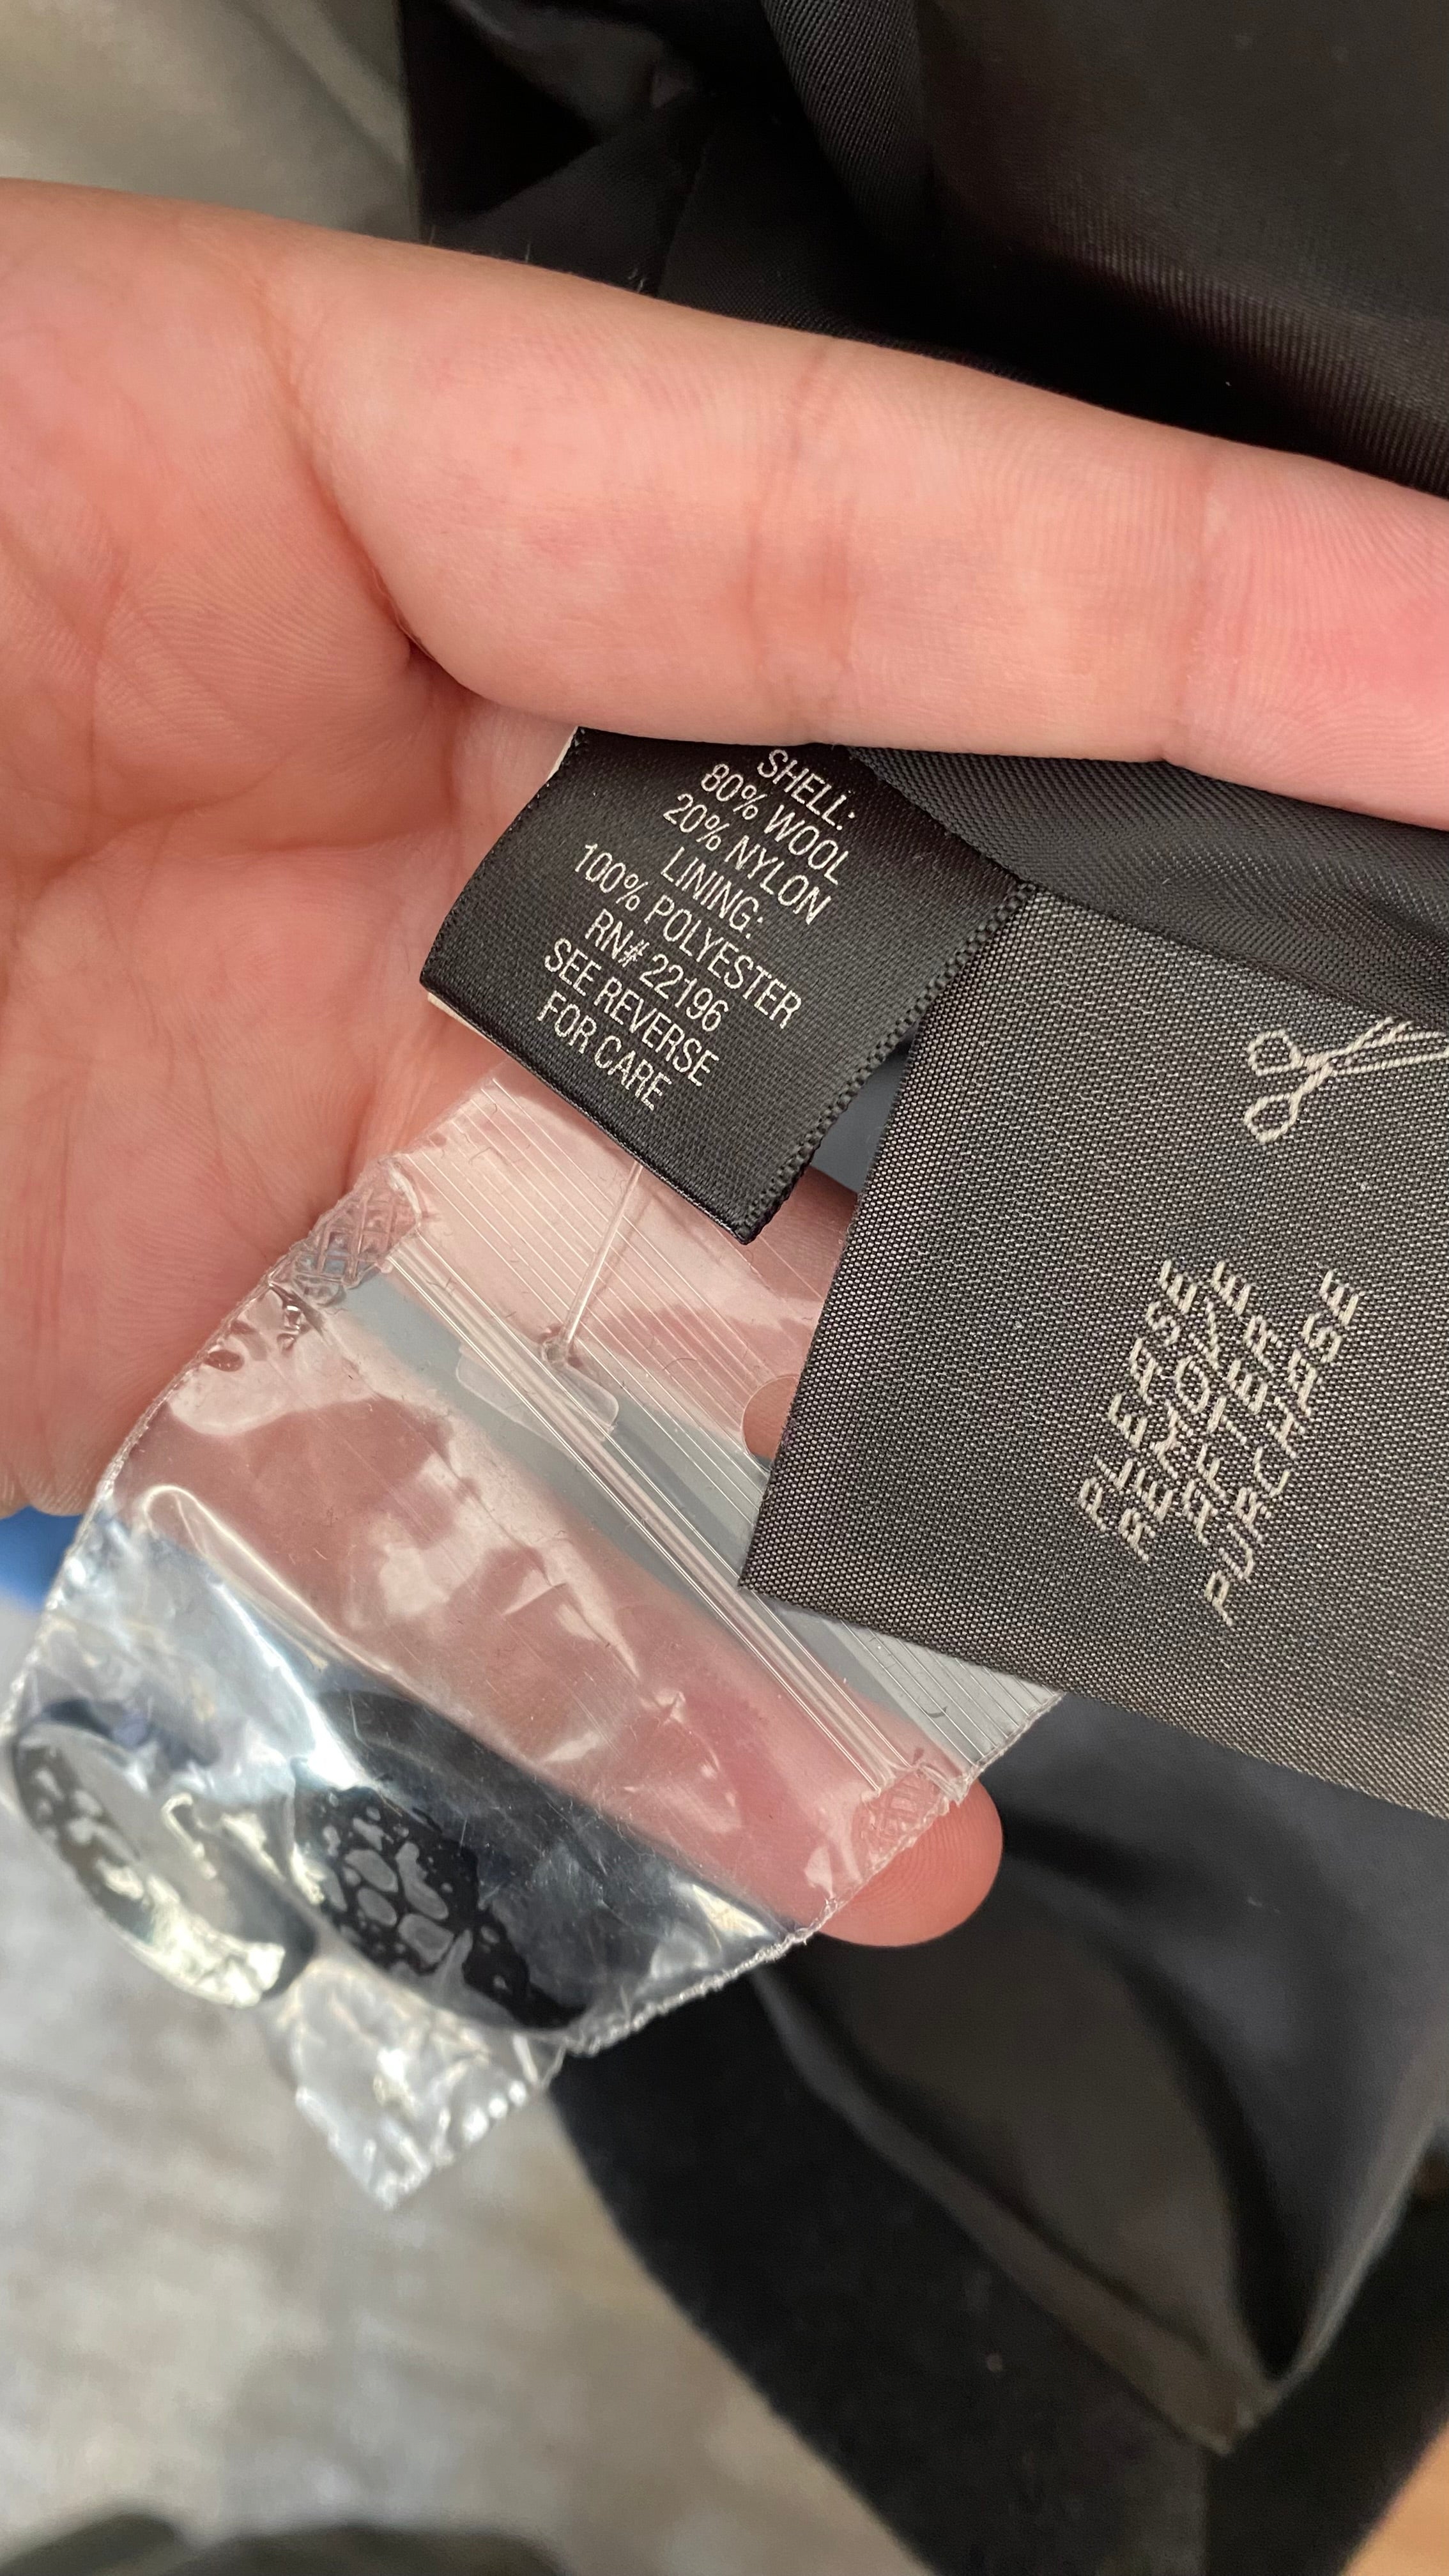 SHELL:
80% WOOL
20% NYLON
LINING:
100% POLYESTER
RN# 22196
SEE REVERSE
FOR CARE
PLEASE
REMOVE
AFTER
PURCHASE